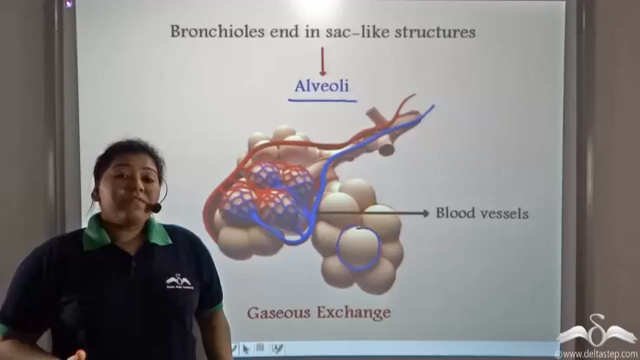 Bronchioles end in sac-like structures
Alveoli
Blood vessels
Gaseous Exchange
©www.deltastep.com